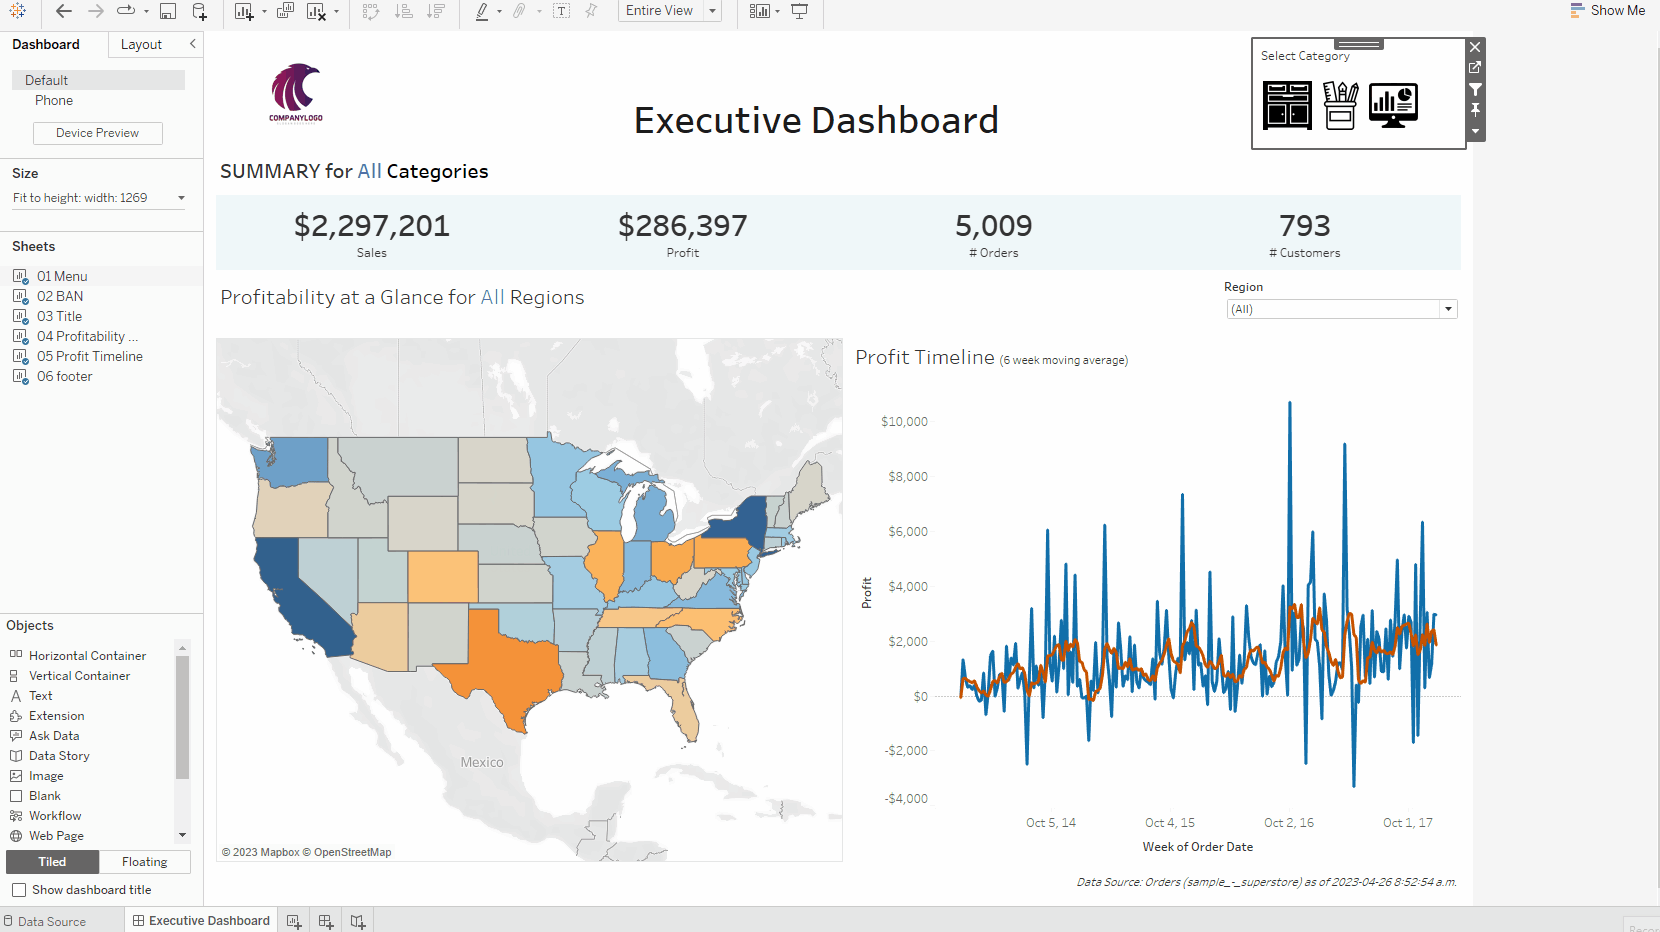 Entire View
Show Me
Dashboard
Layout
Default
Phone
Device Preview
Size
Fit to height: width: 1269
Sheets
01 Menu
02 BAN
03 Title
04 Profitability ...
05 Profit Timeline
06 footer
Objects
Horizontal Container
Vertical Container
A Text
Extension
Ask Data
Data Story
Image
Blank
Workflow
Web Page
Tiled
Floating
Show dashboard title
COMPANYLOGO
Executive Dashboard
Select Category
SUMMARY for All Categories
$2,297,201
Sales
$286,397
Profit
5,009
# Orders
793
# Customers
Profitability at a Glance for All Regions
Region
(All)
Mexico
© 2023 Mapbox © OpenStreetMap
Profit Timeline (6 week moving average)
$10,000
$8,000
$6,000
$4,000
$2,000
$0
-$2,000
-$4,000
Profit
Oct 5, 14
Oct 4, 15
Oct 2, 16
Oct 1, 17
Week of Order Date
Data Source: Orders (sample_-_superstore) as of 2023-04-26 8:52:54 a.m.
Data Source
Executive Dashboard